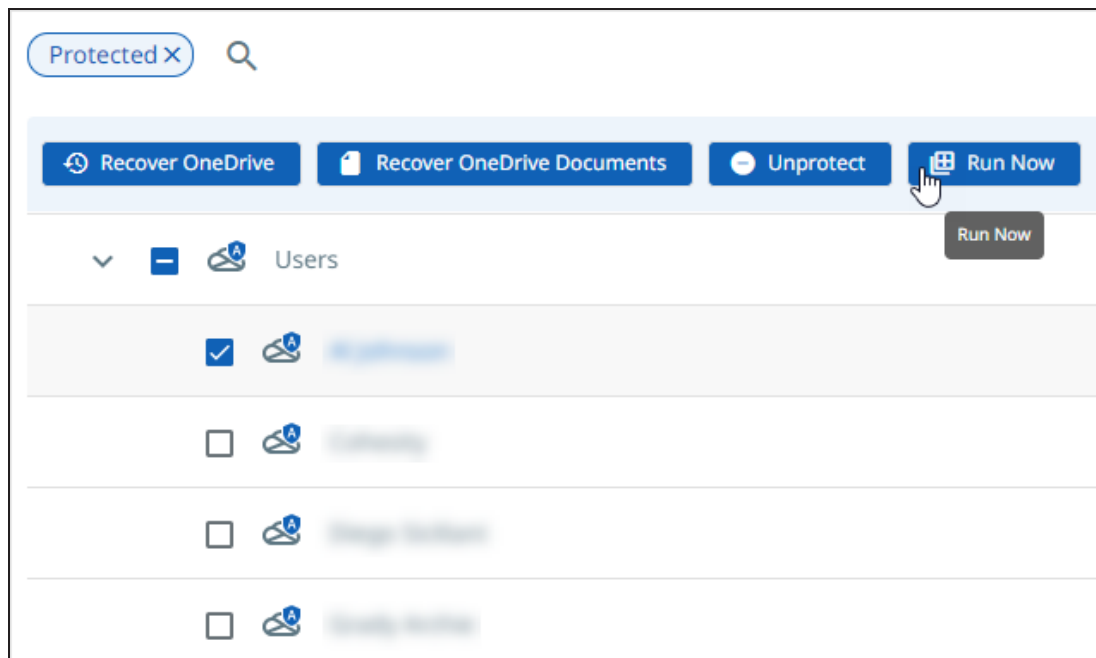 Protected
Recover OneDrive Recover OneDrive Documents Unprotect Run Now
Run Now
A Users
A
A
A
A